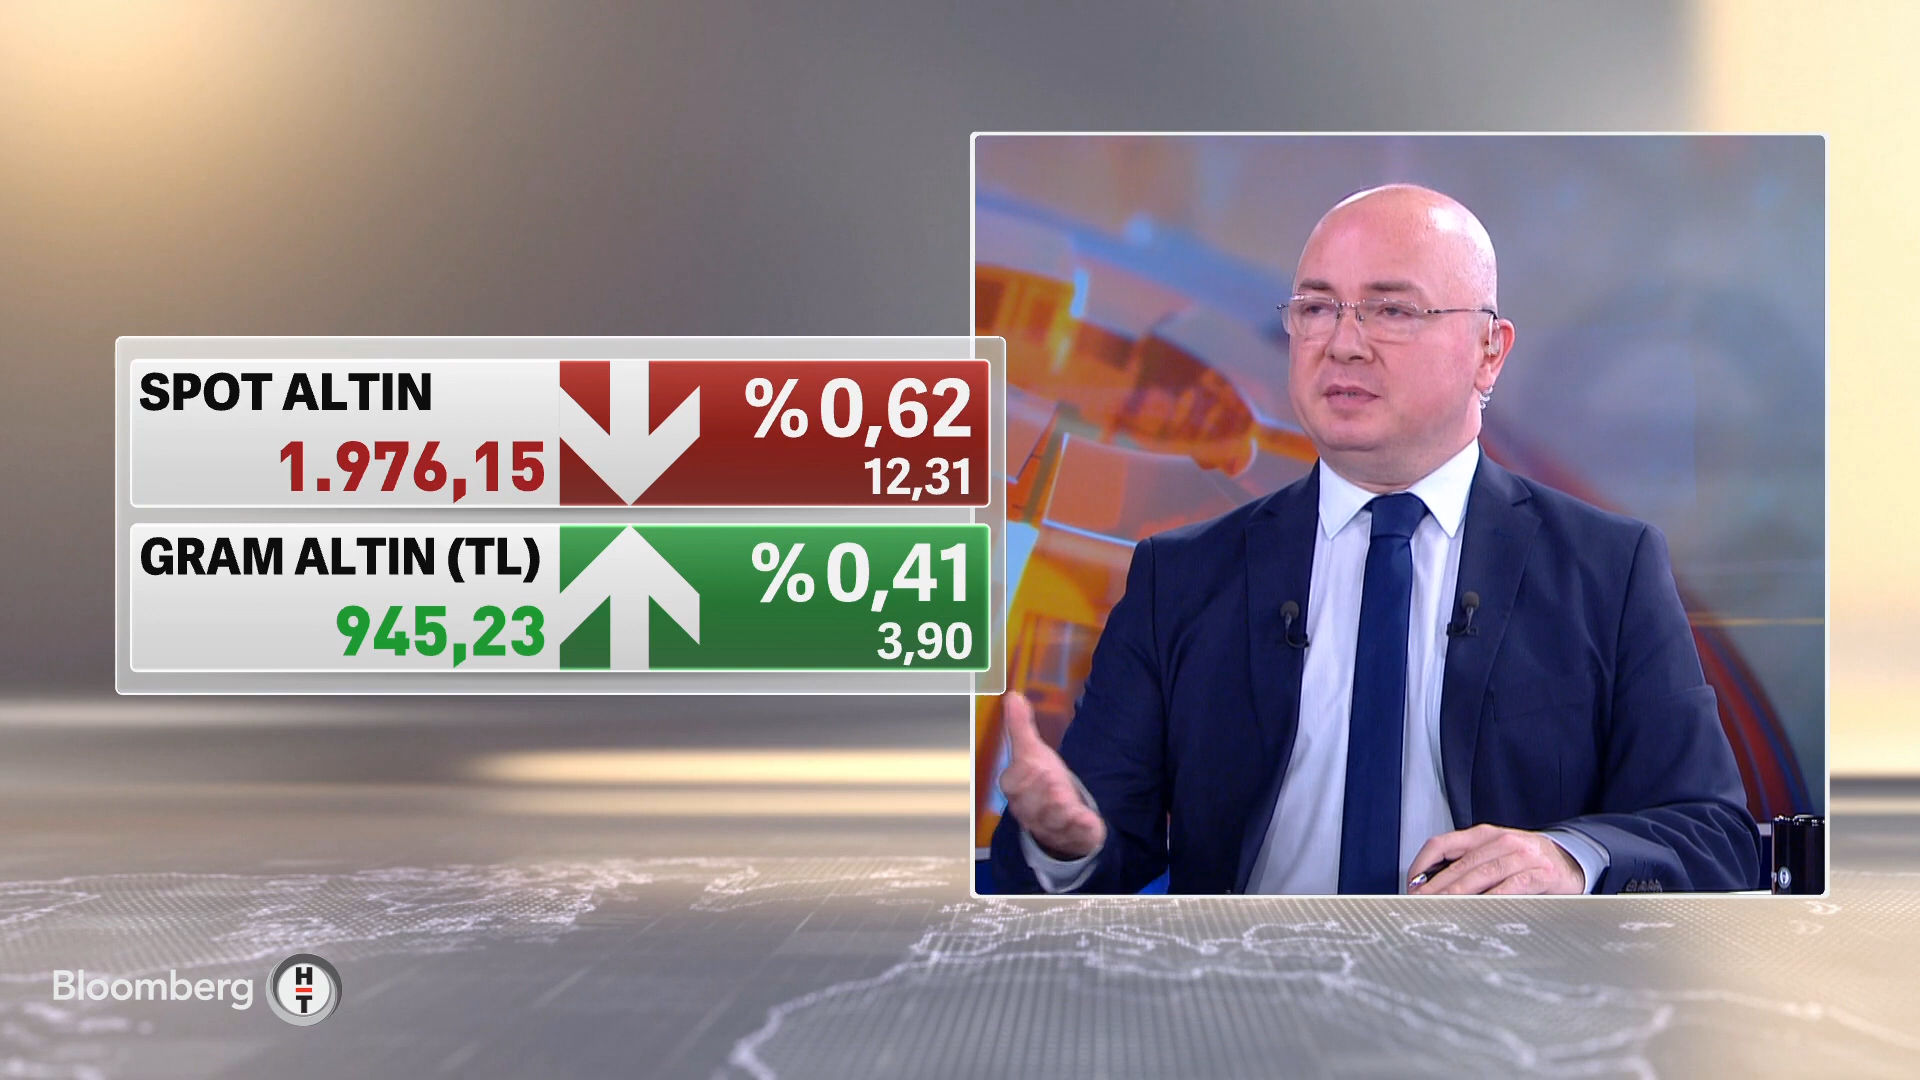 SPOT ALTIN
1.976,15
%0,62
12,31
GRAM ALTIN (TL)
945,23
%0,41
3,90
Bloomberg HT